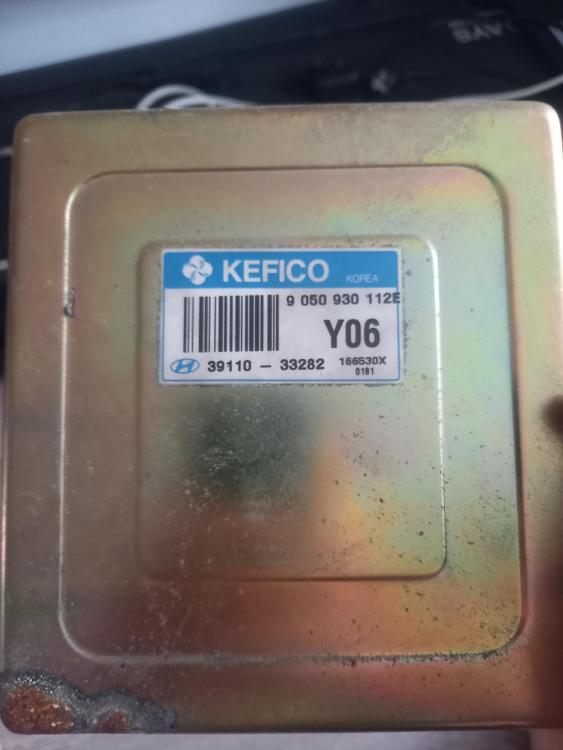 KEFICO KOREA
9 050 930 112E
Y06
39110 - 33282 166530X
0181